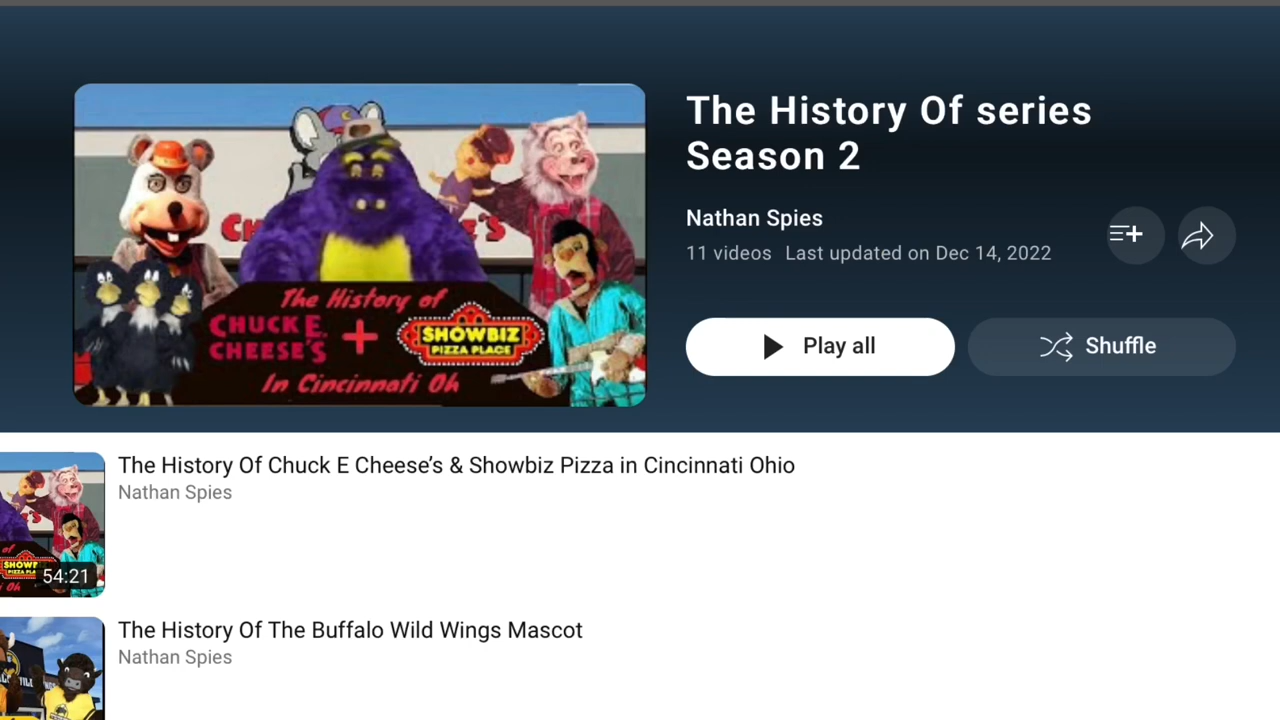 The History Of series
Season 2
Nathan Spies
11 videos Last updated on Dec 14, 2022
Play all
Shuffle
The History of
CHUCK E. CHEESE'S + SHOWBIZ PIZZA PLACE
In Cincinnati Oh
The History Of Chuck E Cheese’s & Showbiz Pizza in Cincinnati Ohio
Nathan Spies
54:21
The History Of The Buffalo Wild Wings Mascot
Nathan Spies